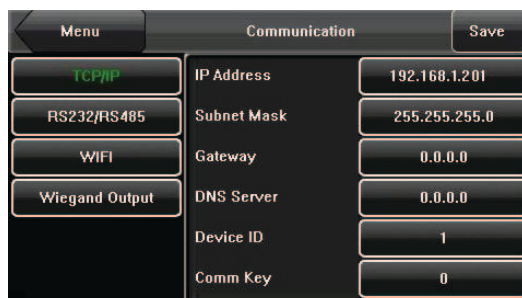 Menu Communication Save
TCP/IP IP Address 192.168.1.201
RS232/RS485 Subnet Mask 255.255.255.0
WIFI Gateway 0.0.0.0
Wiegand Output DNS Server 0.0.0.0
Device ID 1
Comm Key 0